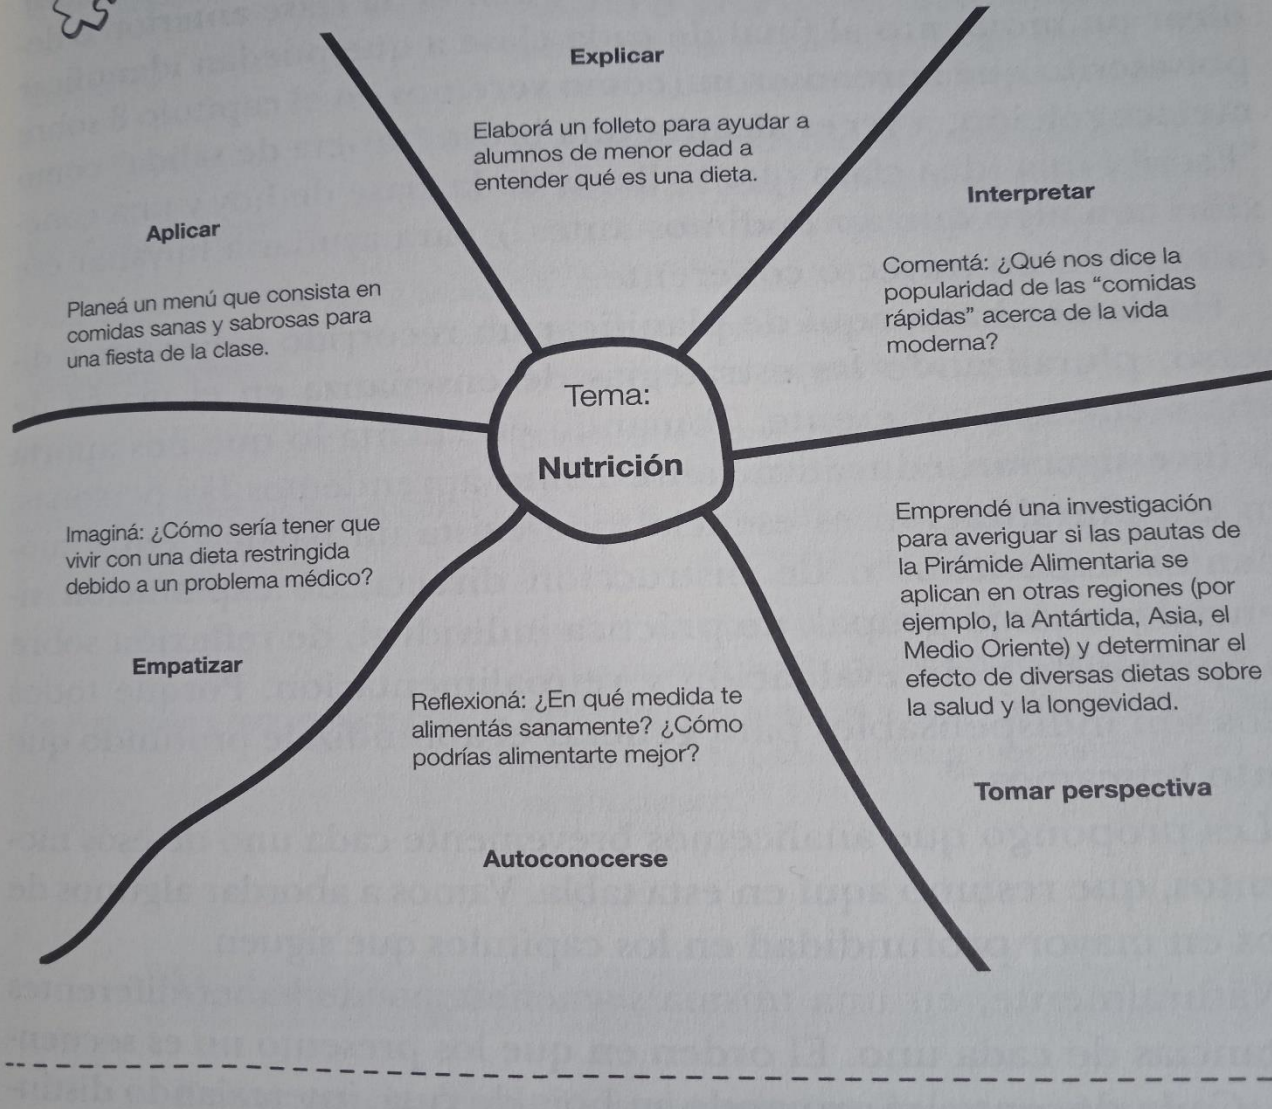 Explicar
Elaborá un folleto para ayudar a
alumnos de menor edad a
entender qué es una dieta.
Interpretar
Comentá: ¿Qué nos dice la
popularidad de las “comidas
rápidas” acerca de la vida
moderna?
Aplicar
Planeá un menú que consista en
comidas sanas y sabrosas para
una fiesta de la clase.
Tema:
Nutrición
Imaginá: ¿Cómo sería tener que
vivir con una dieta restringida
debido a un problema médico?
Empatizar
Reflexioná: ¿En qué medida te
alimentás sanamente? ¿Cómo
podrías alimentarte mejor?
Autoconocerse
Emprendé una investigación
para averiguar si las pautas de
la Pirámide Alimentaria se
aplican en otras regiones (por
ejemplo, la Antártida, Asia, el
Medio Oriente) y determinar el
efecto de diversas dietas sobre
la salud y la longevidad.
Tomar perspectiva